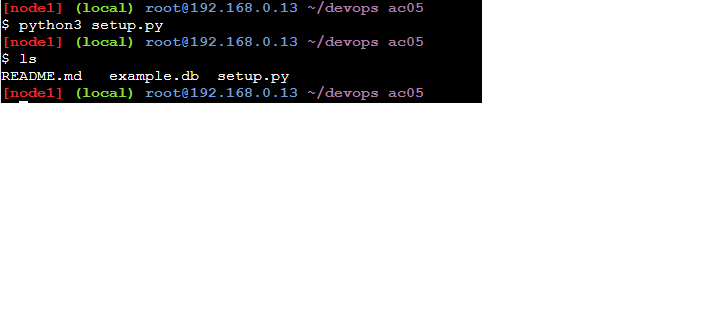 [node1] (local) root@192.168.0.13 ~/devops ac05
$ python3 setup.py
[node1] (local) root@192.168.0.13 ~/devops ac05
$ ls
README.md   example.db  setup.py
[node1] (local) root@192.168.0.13 ~/devops ac05